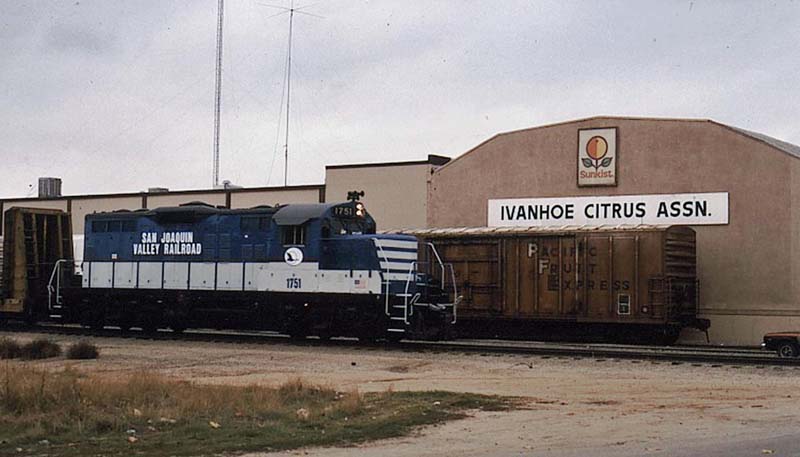 Sunkist
IVANHOE CITRUS ASSN.
1751
SAN JOAQUIN
VALLEY RAILROAD
1751
PACIFIC
FRUIT
EXPRESS